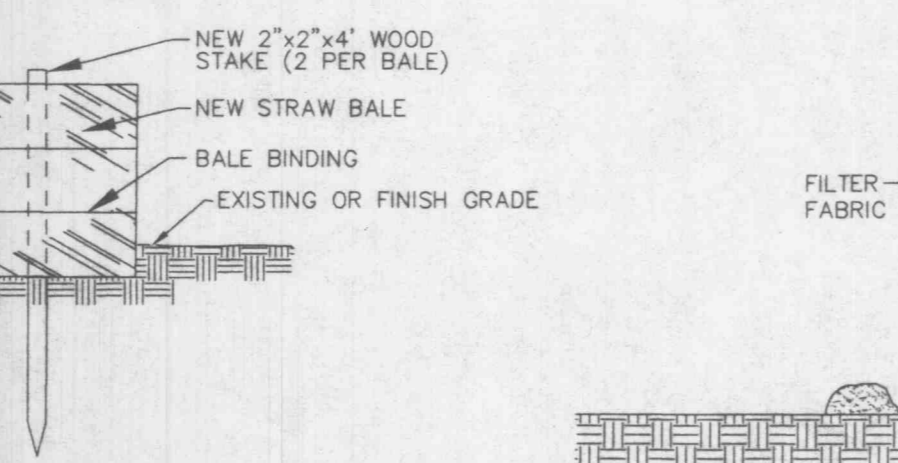 NEW 2"x2"x4' WOOD
STAKE (2 PER BALE)
NEW STRAW BALE
BALE BINDING
EXISTING OR FINISH GRADE
FILTER
FABRIC